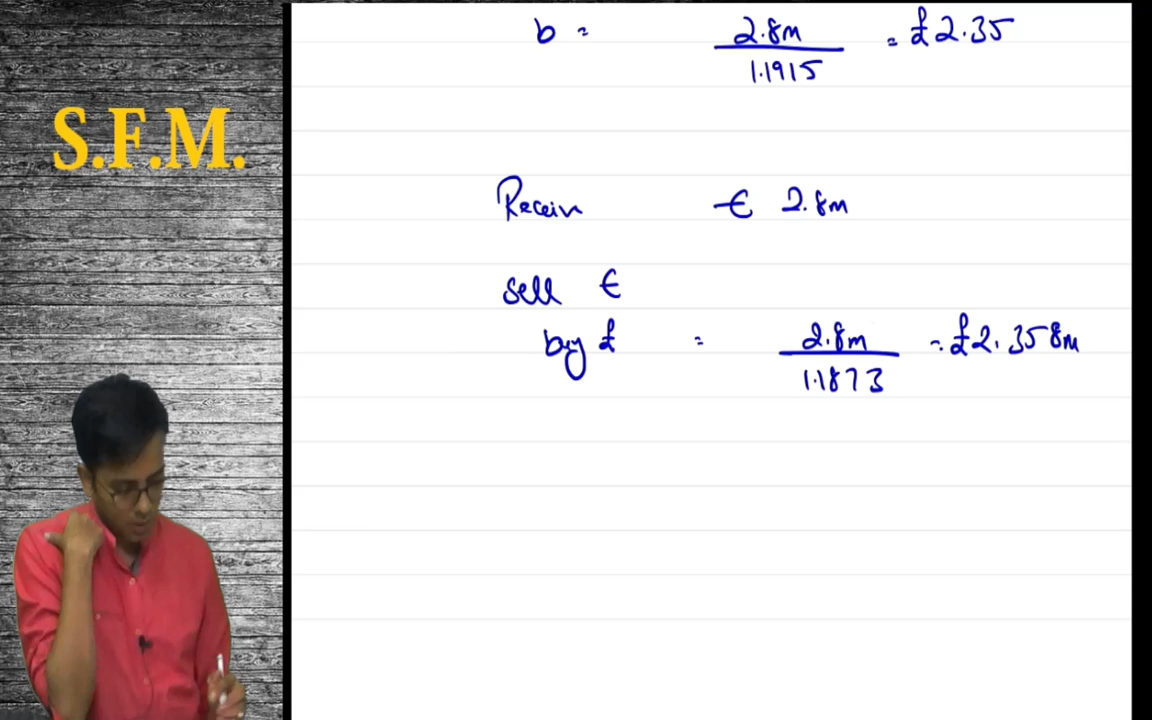 b = 2.8m / 1.1915 = £2.35
S.F.M.
Receive € 2.8m
sell €
buy £ = 2.8m / 1.1873 = £2.358m